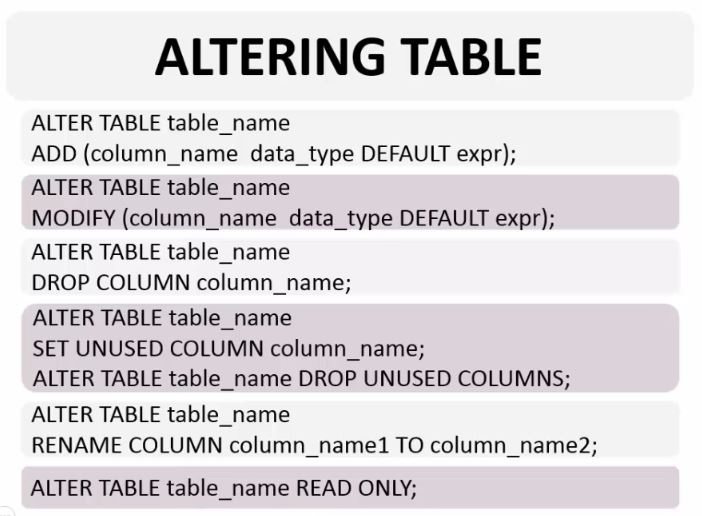 ALTERING TABLE
ALTER TABLE table_name
ADD (column_name data_type DEFAULT expr);
ALTER TABLE table_name
MODIFY (column_name data_type DEFAULT expr);
ALTER TABLE table_name
DROP COLUMN column_name;
ALTER TABLE table_name
SET UNUSED COLUMN column_name;
ALTER TABLE table_name DROP UNUSED COLUMNS;
ALTER TABLE table_name
RENAME COLUMN column_name1 TO column_name2;
ALTER TABLE table_name READ ONLY;